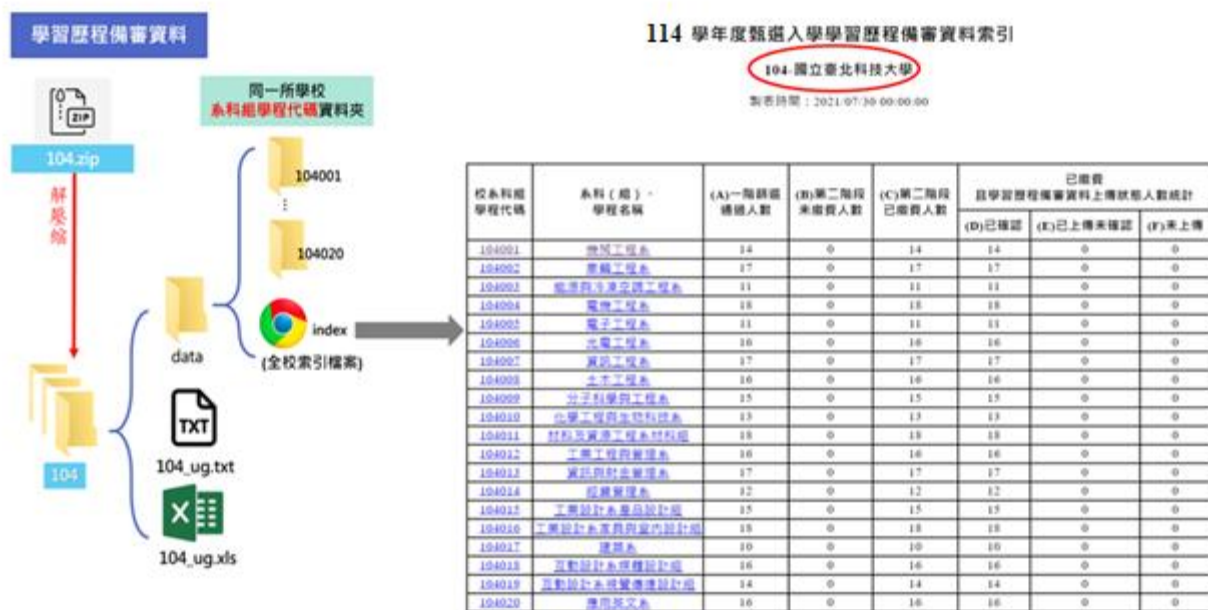 學習歷程備審資料
ZIP
104.zip
解壓縮
104
data
TXT
104_ug.txt
104_ug.xls
同一所學校
系科組學程代碼資料夾
104001
⋮
104020
index
(全校索引檔案)
114 學年度甄選入學學習歷程備審資料索引
104-國立臺北科技大學
製表時間：2021/07/30 00:00:00
校系科組學程代碼 系科(組)、學程名稱 (A)一階篩選通過人數 (B)第二階段未繳費人數 (C)第二階段已繳費人數 已繳費且學習歷程備審資料上傳狀態人數統計
(D)已確認 (E)已上傳未確認 (F)未上傳
104001 機械工程系 14 0 14 14 0 0
104002 車輛工程系 17 0 17 17 0 0
104003 能源與冷凍空調工程系 11 0 11 11 0 0
104004 電機工程系 18 0 18 18 0 0
104005 電子工程系 11 0 11 11 0 0
104006 光電工程系 16 0 16 16 0 0
104007 資訊工程系 17 0 17 17 0 0
104008 土木工程系 16 0 16 16 0 0
104009 分子科學與工程系 15 0 15 15 0 0
104010 化學工程與生物科技系 13 0 13 13 0 0
104011 材料及資源工程系材料組 18 0 18 18 0 0
104012 工業工程與管理系 16 0 16 16 0 0
104013 資訊與財金管理系 17 0 17 17 0 0
104014 經營管理系 12 0 12 12 0 0
104015 工業設計系產品設計組 15 0 15 15 0 0
104016 工業設計系家具與室內設計組 18 0 18 18 0 0
104017 建築系 10 0 10 10 0 0
104018 互動設計系媒體設計組 16 0 16 16 0 0
104019 互動設計系視覺傳達設計組 14 0 14 14 0 0
104020 應用英文系 16 0 16 16 0 0